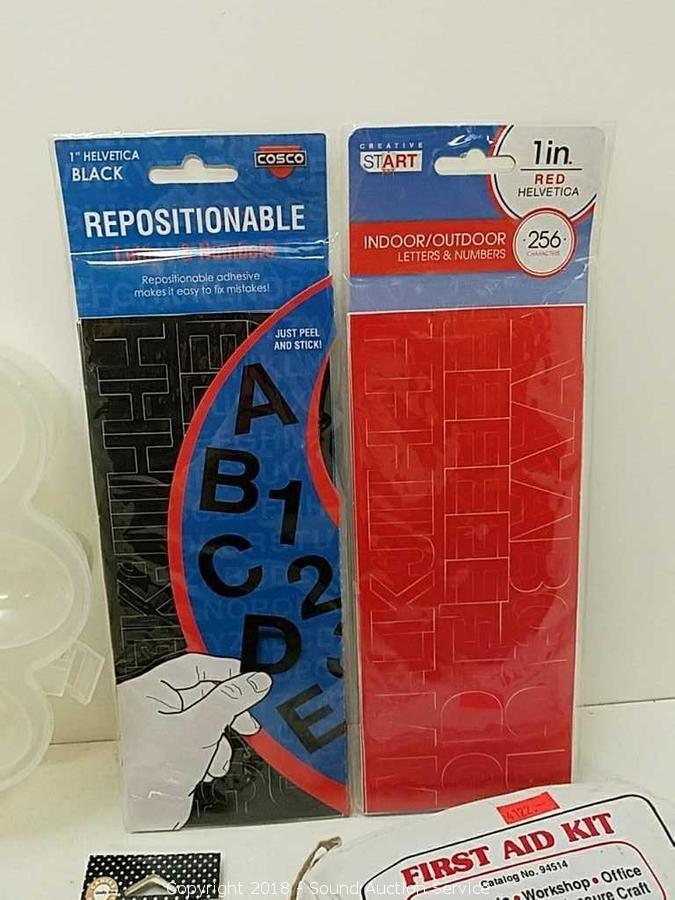 1" HELVETICA
BLACK
COSCO
REPOSITIONABLE
Letters & Numbers
Repositionable adhesive
makes it easy to fix mistakes!
JUST PEEL
AND STICK!
A
B 1
C 2
D
E
CREATIVE
START
1in.
RED
HELVETICA
INDOOR/OUTDOOR
LETTERS & NUMBERS
256
CHARACTERS
FIRST AID KIT
Catalog No. 94514
• Workshop • Office
Craft
Copyright 2018 - Sound Auction Service